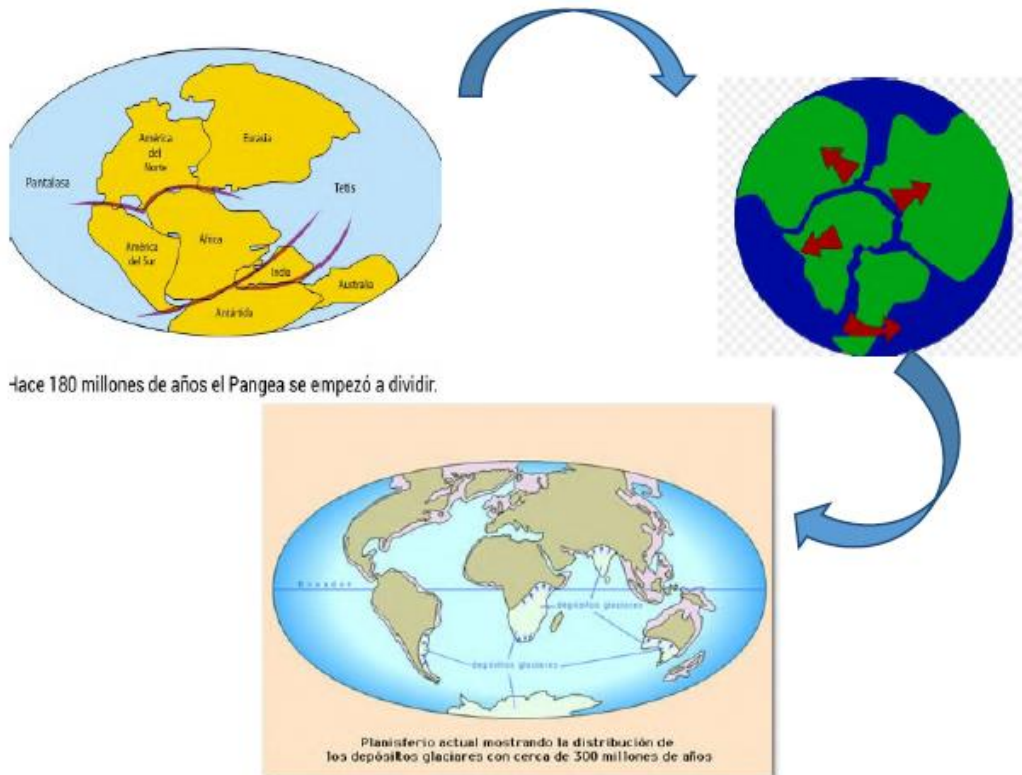 América
del
Norte
Eurasia
Pantalasa
Tetis
África
América
del Sur
India
Australia
Antártida
Hace 180 millones de años el Pangea se empezó a dividir.
Ecuador
depósitos glaciares
depósitos glaciares
Planisferio actual mostrando la distribución de
los depósitos glaciares con cerca de 300 millones de años